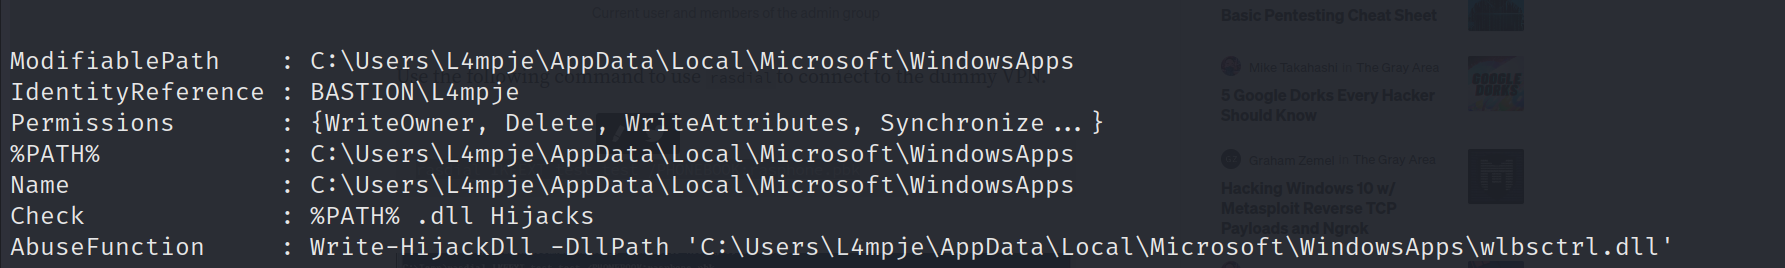 Current user and members of the admm group
Basic Pentesting Cheat Sheet
ModifiablePath    : C:\Users\L4mpje\AppData\Local\Microsoft\WindowsApps
Use the following command to use rasdial to connect to the dummy VPN.
Mike Takahashi in The Gray Area
IdentityReference : BASTION\L4mpje
5 Google Dorks Every Hacker
Should Know
GOOGLE
DORKS
Permissions       : {WriteOwner, Delete, WriteAttributes, Synchronize...}
%PATH%            : C:\Users\L4mpje\AppData\Local\Microsoft\WindowsApps
Graham Zemel in The Gray Area
Name              : C:\Users\L4mpje\AppData\Local\Microsoft\WindowsApps
Hacking Windows 10 w/
Metasploit Reverse TCP
Payloads and Ngrok
Check             : %PATH% .dll Hijacks
AbuseFunction     : Write-HijackDll -DllPath 'C:\Users\L4mpje\AppData\Local\Microsoft\WindowsApps\wlbsctrl.dll'